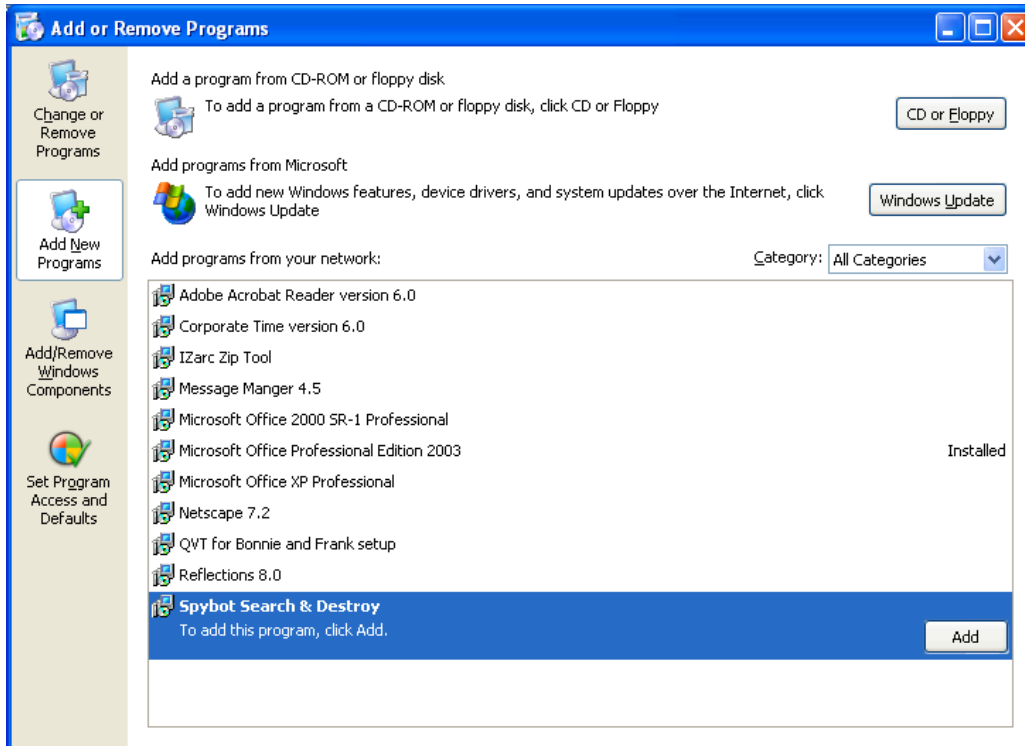 Add or Remove Programs
Change or
Remove
Programs
Add New
Programs
Add/Remove
Windows
Components
Set Program
Access and
Defaults
Add a program from CD-ROM or floppy disk
To add a program from a CD-ROM or floppy disk, click CD or Floppy
CD or Floppy
Add programs from Microsoft
To add new Windows features, device drivers, and system updates over the Internet, click
Windows Update
Windows Update
Add programs from your network:
Category: All Categories
Adobe Acrobat Reader version 6.0
Corporate Time version 6.0
IZarc Zip Tool
Message Manger 4.5
Microsoft Office 2000 SR-1 Professional
Microsoft Office Professional Edition 2003 Installed
Microsoft Office XP Professional
Netscape 7.2
QVT for Bonnie and Frank setup
Reflections 8.0
Spybot Search & Destroy
To add this program, click Add.
Add